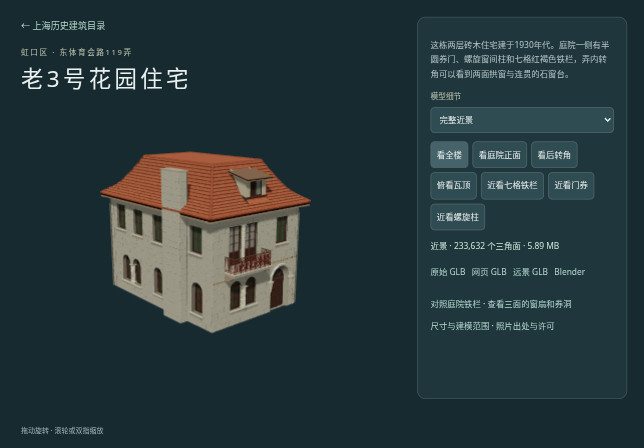 ← 上海历史建筑目录
虹口区 · 东体育会路119弄
老3号花园住宅
这栋两层砖木住宅建于1930年代。庭院一侧有半
圆券门、螺旋窗间柱和七格红褐色铁栏，弄内转
角可以看到两面拱窗与连贯的石窗台。
模型细节
完整近景
看全楼 看庭院正面 看后转角
俯看瓦顶 近看七格铁栏 近看门券
近看螺旋柱
近景 · 233,632 个三角面 · 5.89 MB
原始 GLB 网页 GLB 远景 GLB Blender
对照庭院铁栏 · 查看三面的窗扇和券洞
尺寸与建模范围 · 照片出处与许可
拖动旋转 · 滚轮或双指缩放